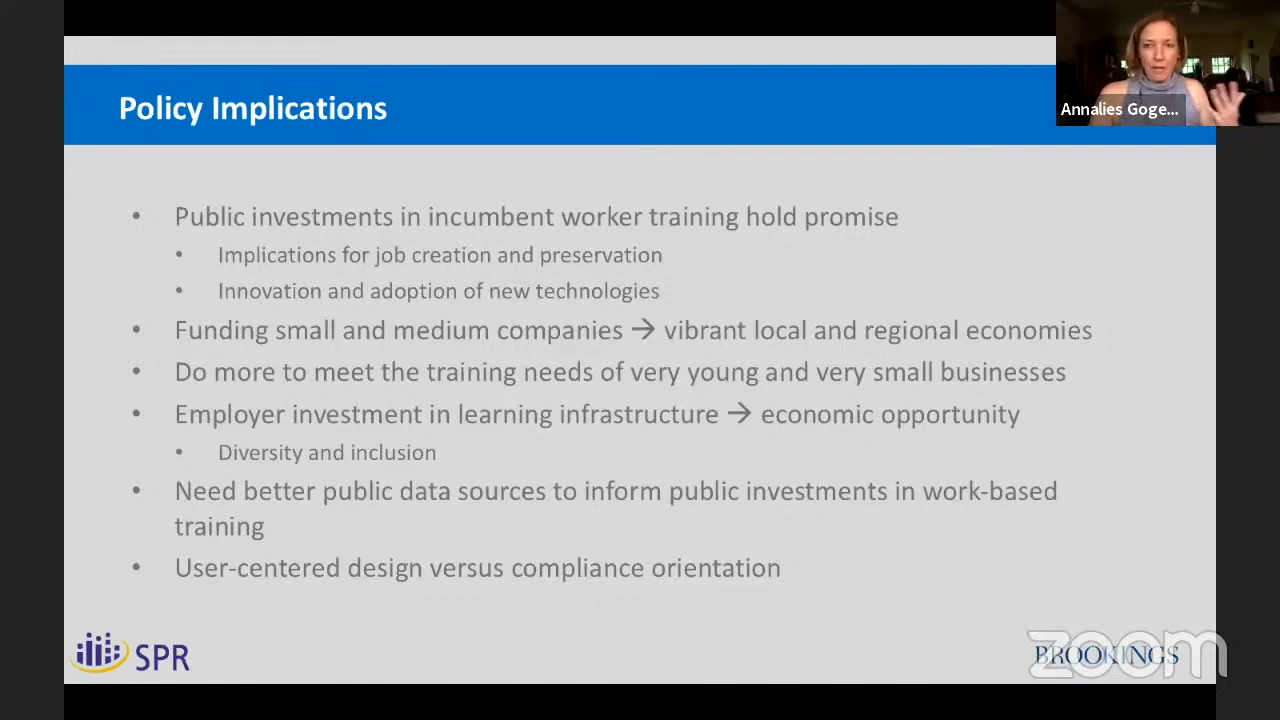 Policy Implications
Annalies Goge...
• Public investments in incumbent worker training hold promise
• Implications for job creation and preservation
• Innovation and adoption of new technologies
• Funding small and medium companies → vibrant local and regional economies
• Do more to meet the training needs of very young and very small businesses
• Employer investment in learning infrastructure → economic opportunity
• Diversity and inclusion
• Need better public data sources to inform public investments in work-based
training
• User-centered design versus compliance orientation
SPR
BROOKINGS
zoom